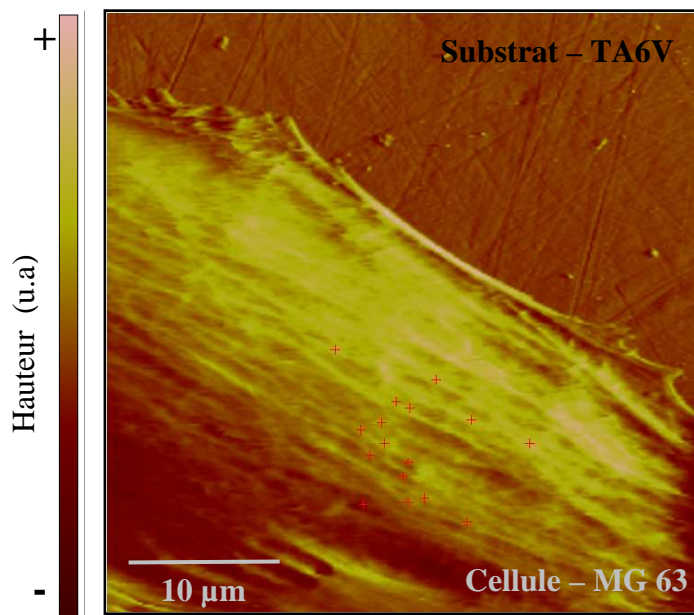 +
Substrat – TA6V
Hauteur (u.a)
-
10 µm
Cellule – MG 63